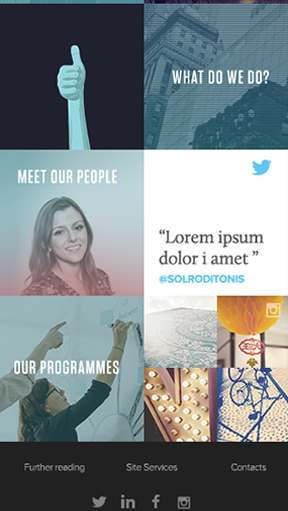 WHAT DO WE DO?
MEET OUR PEOPLE
“Lorem ipsum
dolor i amet ”
@SOLRODITONIS
OUR PROGRAMMES
Further reading
Site Services
Contacts